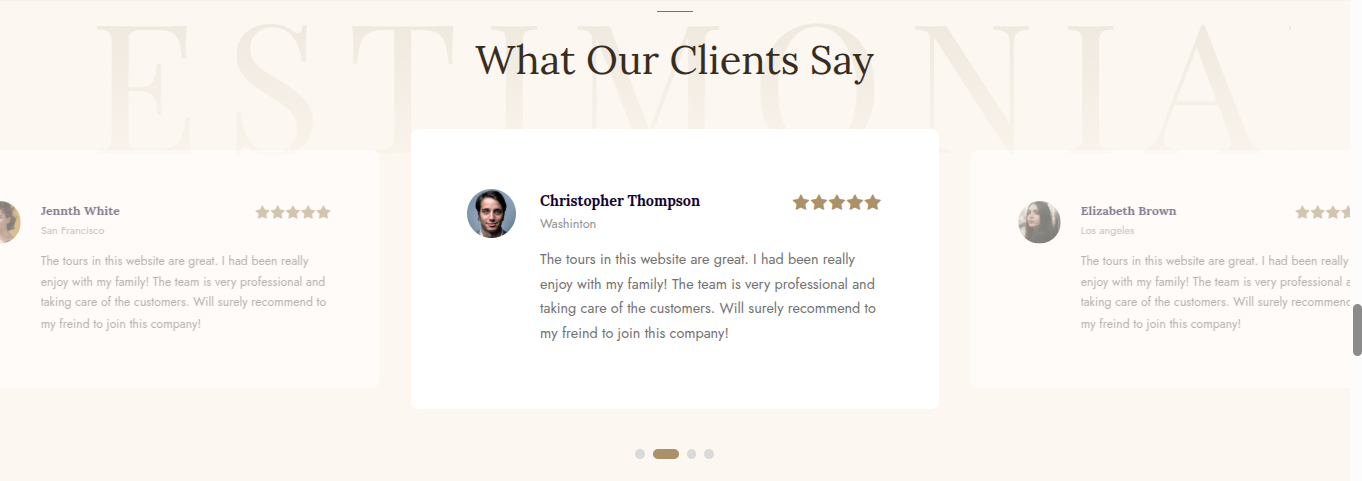 ESTIMONIA
What Our Clients Say
Jennth White
San Francisco
The tours in this website are great. I had been really
enjoy with my family! The team is very professional and
taking care of the customers. Will surely recommend to
my freind to join this company!
Christopher Thompson
Washinton
The tours in this website are great. I had been really
enjoy with my family! The team is very professional and
taking care of the customers. Will surely recommend to
my freind to join this company!
Elizabeth Brown
Los angeles
The tours in this website are great. I had been really
enjoy with my family! The team is very professional a
taking care of the customers. Will surely recommend
my freind to join this company!